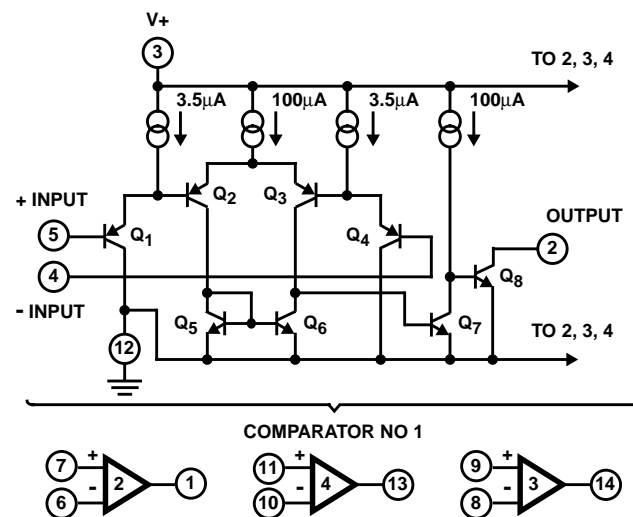 V+
3
TO 2, 3, 4
3.5μA
100μA
3.5μA
100μA
+ INPUT
Q2
Q3
OUTPUT
5
Q1
Q4
2
4
Q8
- INPUT
Q5
Q6
Q7
12
TO 2, 3, 4
COMPARATOR NO 1
7 + 2 1
6 -
11 + 4 13
10 -
9 + 3 14
8 -